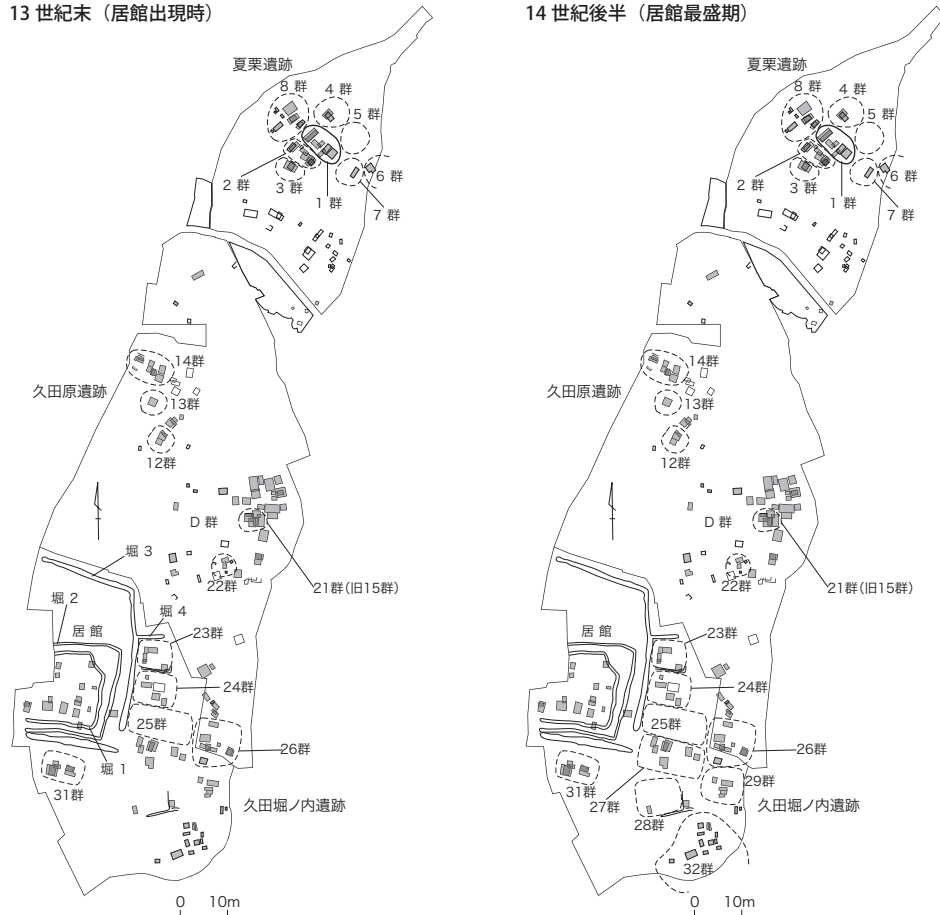 13 世紀末（居館出現時）
夏栗遺跡
8 群
4 群
5 群
2 群
3 群
6 群
1 群
7 群
14群
久田原遺跡
13群
12群
D 群
堀 3
22群
21群(旧15群)
堀 2
堀 4
居 館
23群
24群
25群
26群
堀 1
31群
久田堀ノ内遺跡
0 10m
14 世紀後半（居館最盛期）
夏栗遺跡
8 群
4 群
5 群
2 群
3 群
6 群
1 群
7 群
14群
久田原遺跡
13群
12群
D 群
堀 3
22群
21群(旧15群)
堀 2
堀 4
居 館
23群
24群
25群
26群
堀 1
29群
31群
27群
久田堀ノ内遺跡
28群
32群
0 10m